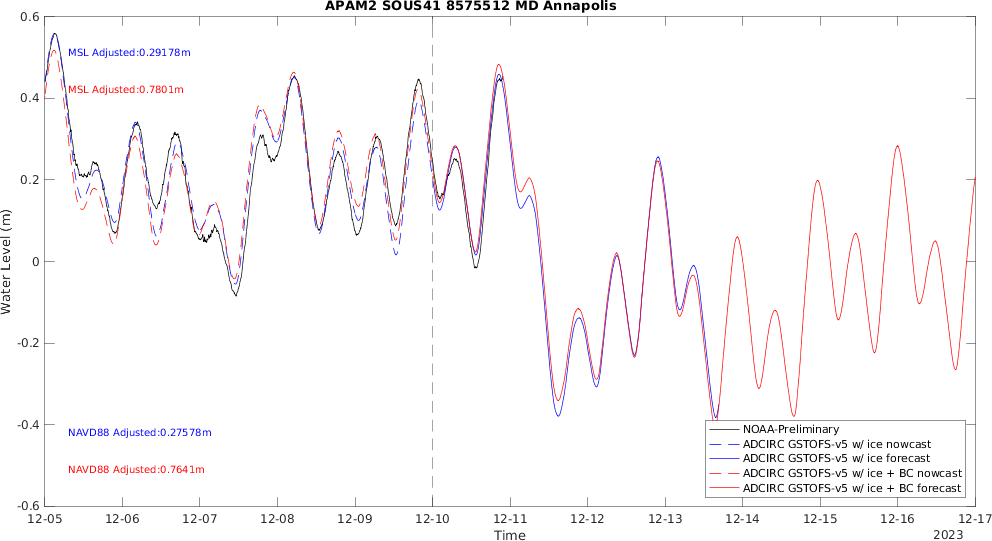 APAM2 SOUS41 8575512 MD Annapolis
0.6
MSL Adjusted:0.29178m
MSL Adjusted:0.7801m
0.4
0.2
0
-0.2
-0.4
-0.6
Water Level (m)
NAVD88 Adjusted:0.27578m
NAVD88 Adjusted:0.7641m
NOAA-Preliminary
ADCIRC GSTOFS-v5 w/ ice nowcast
ADCIRC GSTOFS-v5 w/ ice forecast
ADCIRC GSTOFS-v5 w/ ice + BC nowcast
ADCIRC GSTOFS-v5 w/ ice + BC forecast
12-05 12-06 12-07 12-08 12-09 12-10 12-11 12-12 12-13 12-14 12-15 12-16 12-17
Time
2023